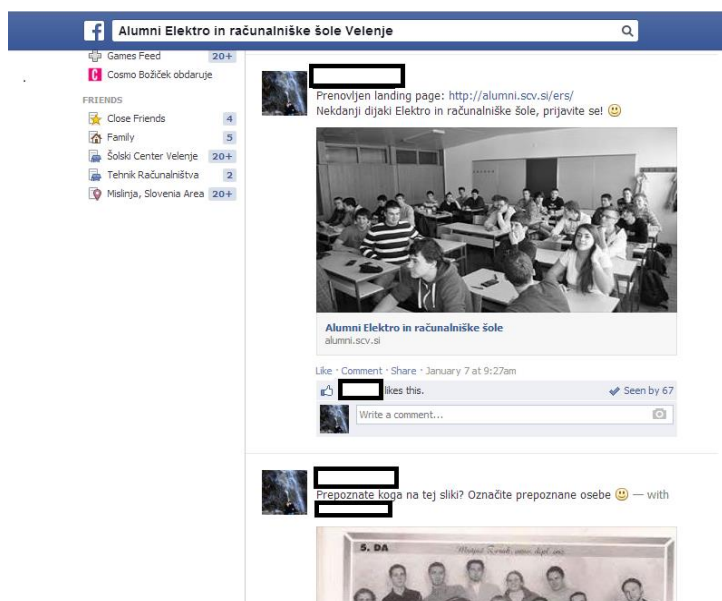 f Alumni Elektro in računalniške šole Velenje
Games Feed 20+
Cosmo Božiček obdaruje
FRIENDS
Close Friends 4
Family 5
Šolski Center Velenje 20+
Tehnik Računalništva 2
Mislinja, Slovenia Area 20+
Prenovljen landing page: http://alumni.scv.si/ers/
Nekdanji dijaki Elektro in računalniške šole, prijavite se!
Alumni Elektro in računalniške šole
alumni.scv.si
Like · Comment · Share · January 7 at 9:27am
likes this. Seen by 67
Write a comment...
Prepoznate koga na tej sliki? Označite prepoznane osebe — with
5. DA